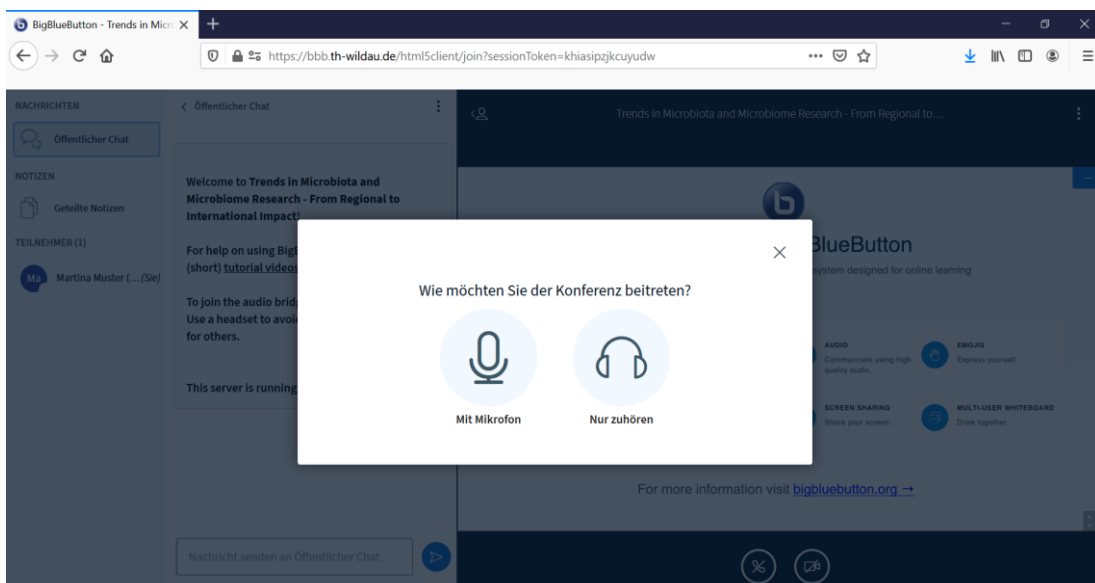 BigBlueButton - Trends in Micr
https://bbb.th-wildau.de/html5client/join?sessionToken=khiasipzjkcuyudw
NACHRICHTEN
Öffentlicher Chat
NOTIZEN
Geteilte Notizen
TEILNEHMER (1)
Ma
Martina Muster (... (Sie)
Öffentlicher Chat
Welcome to Trends in Microbiota and
Microbiome Research - From Regional to
International Impact!
For help on using Big
(short) tutorial videos
To join the audio brid
Use a headset to avoi
for others.
This server is running
Nachricht senden an Öffentlicher Chat
Trends in Microbiota and Microbiome Research - From Regional to...
BlueButton
system designed for online learning
AUDIO
Communicate using high
quality audio.
EMOJIS
Express yourself.
SCREEN SHARING
Share your screen.
MULTI-USER WHITEBOARD
Draw together.
For more information visit bigbluebutton.org →
Wie möchten Sie der Konferenz beitreten?
Mit Mikrofon
Nur zuhören